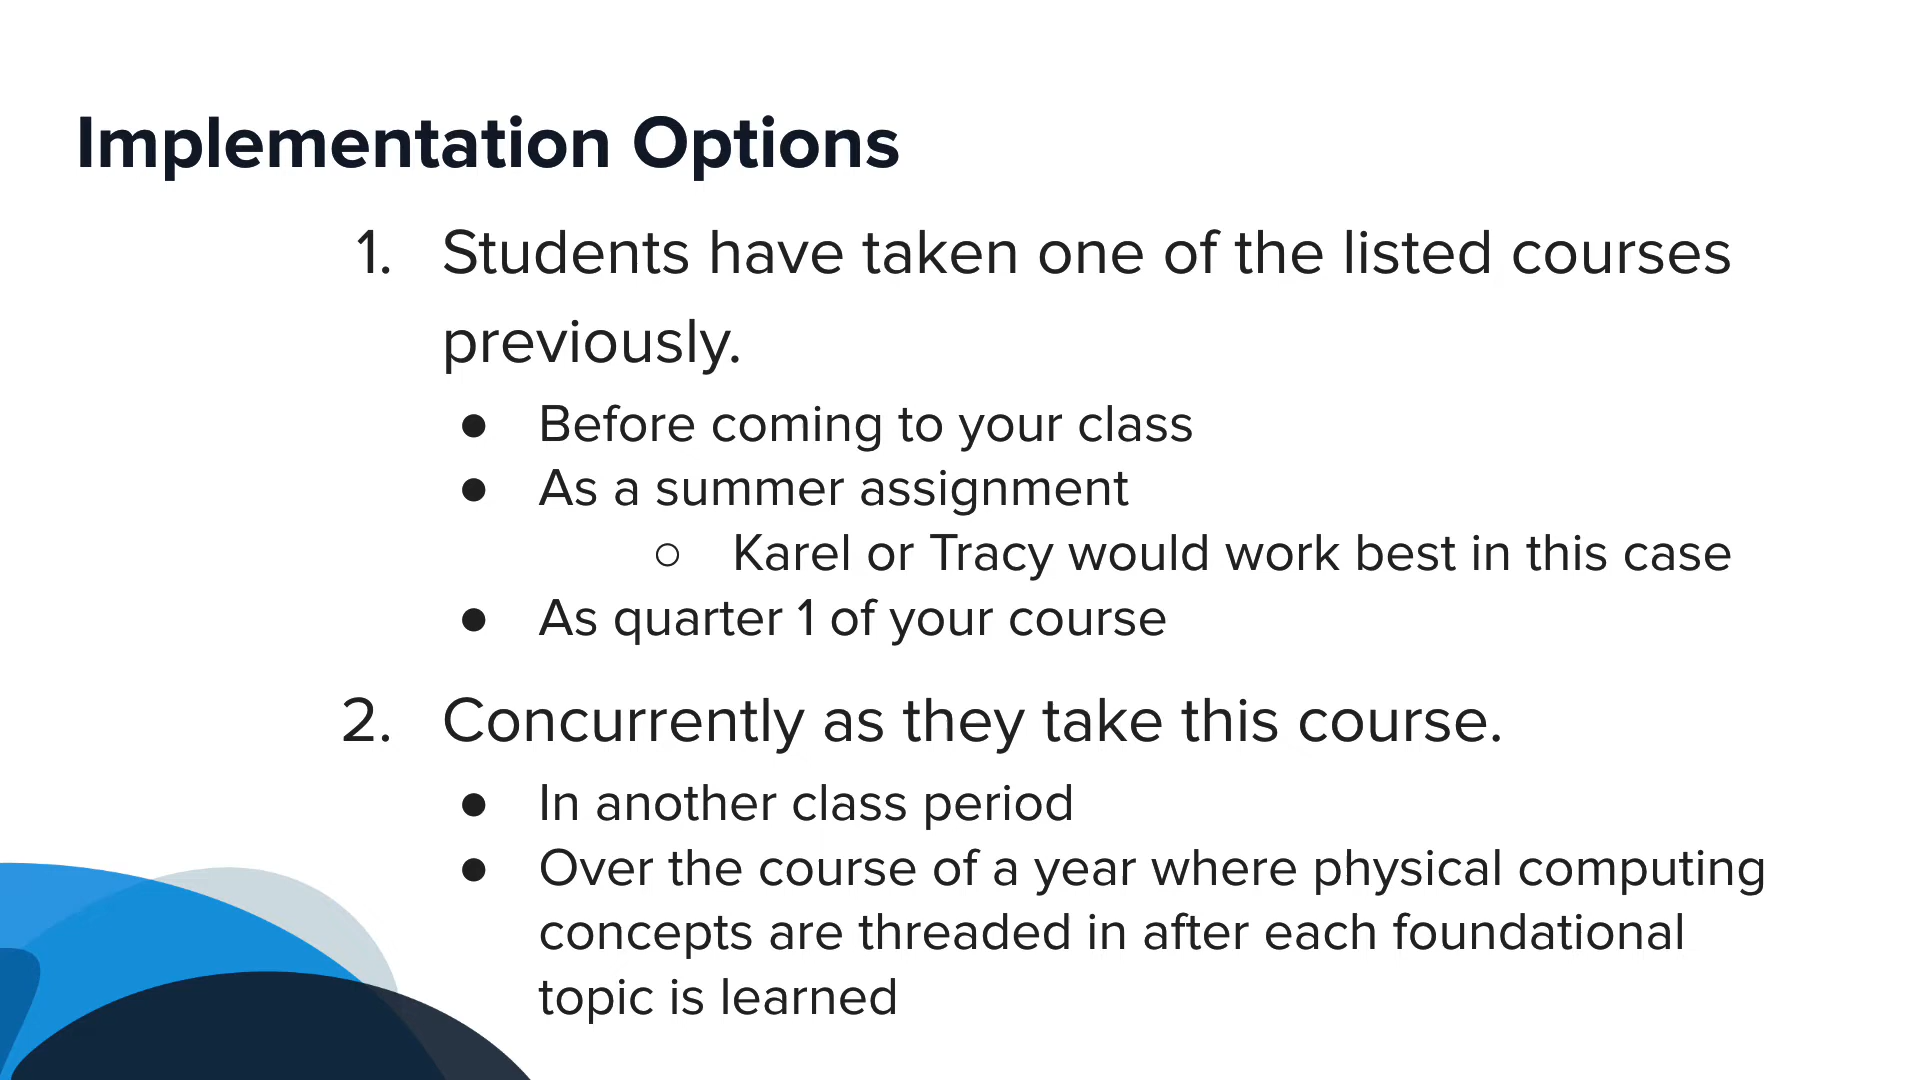 Implementation Options
1. Students have taken one of the listed courses
previously.
● Before coming to your class
● As a summer assignment
○ Karel or Tracy would work best in this case
● As quarter 1 of your course
2. Concurrently as they take this course.
● In another class period
● Over the course of a year where physical computing
concepts are threaded in after each foundational
topic is learned